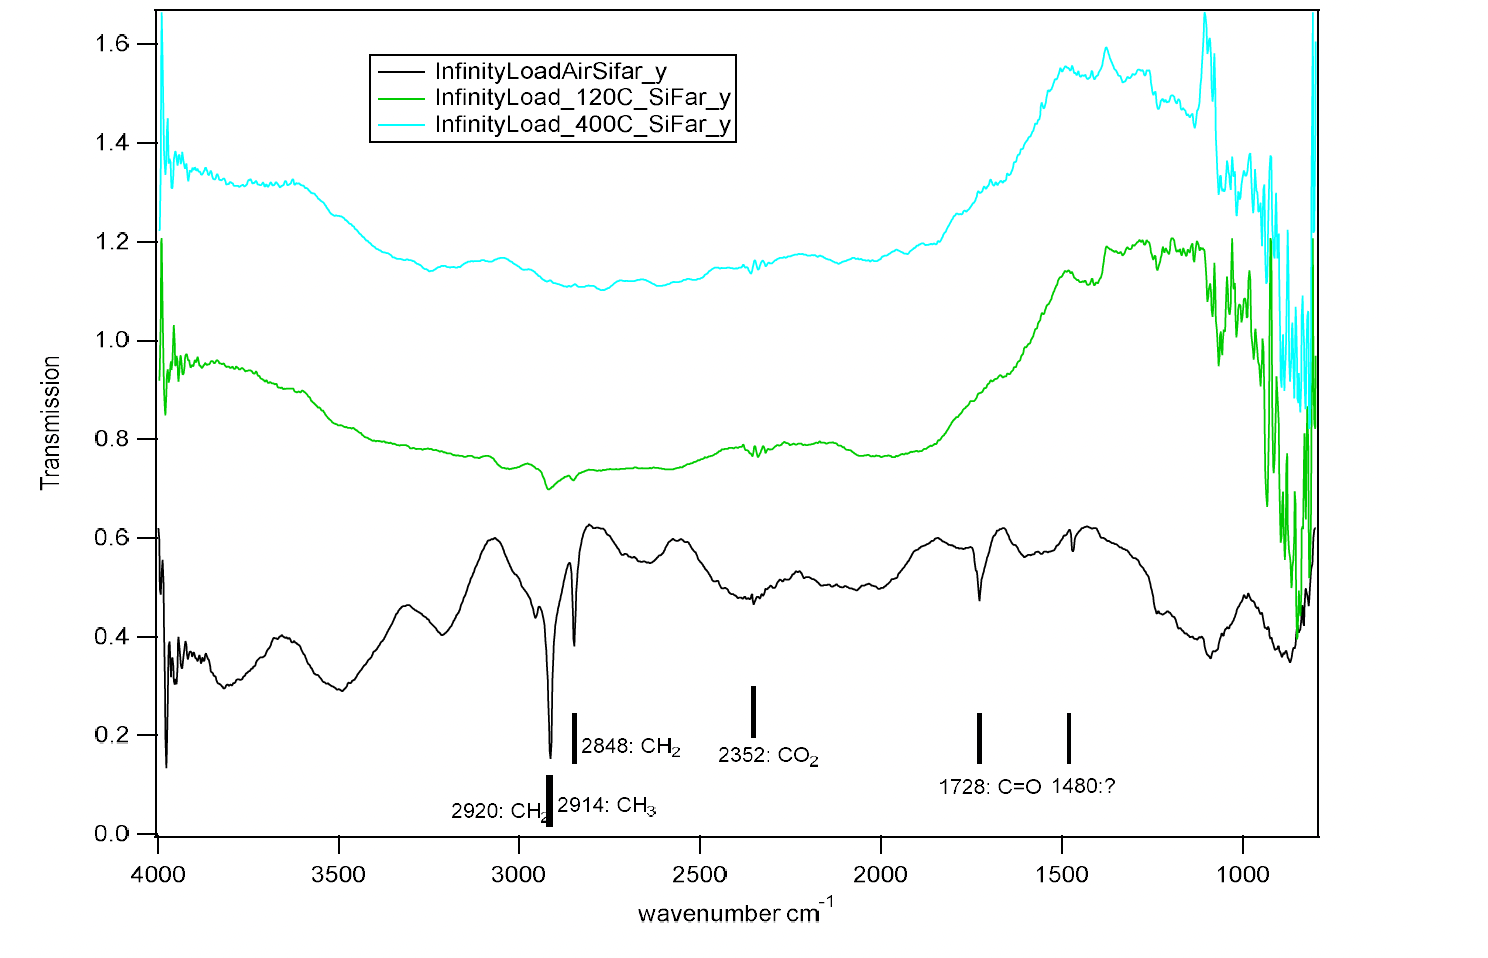 InfinityLoadAirSifar_y
InfinityLoad_120C_SiFar_y
InfinityLoad_400C_SiFar_y
1.6
1.4
1.2
1.0
0.8
0.6
0.4
0.2
0.0
Transmission
2848: CH2
2352: CO2
1728: C=O
1480:?
2920: CH2
2914: CH3
4000
3500
3000
2500
2000
1500
1000
wavenumber cm-1